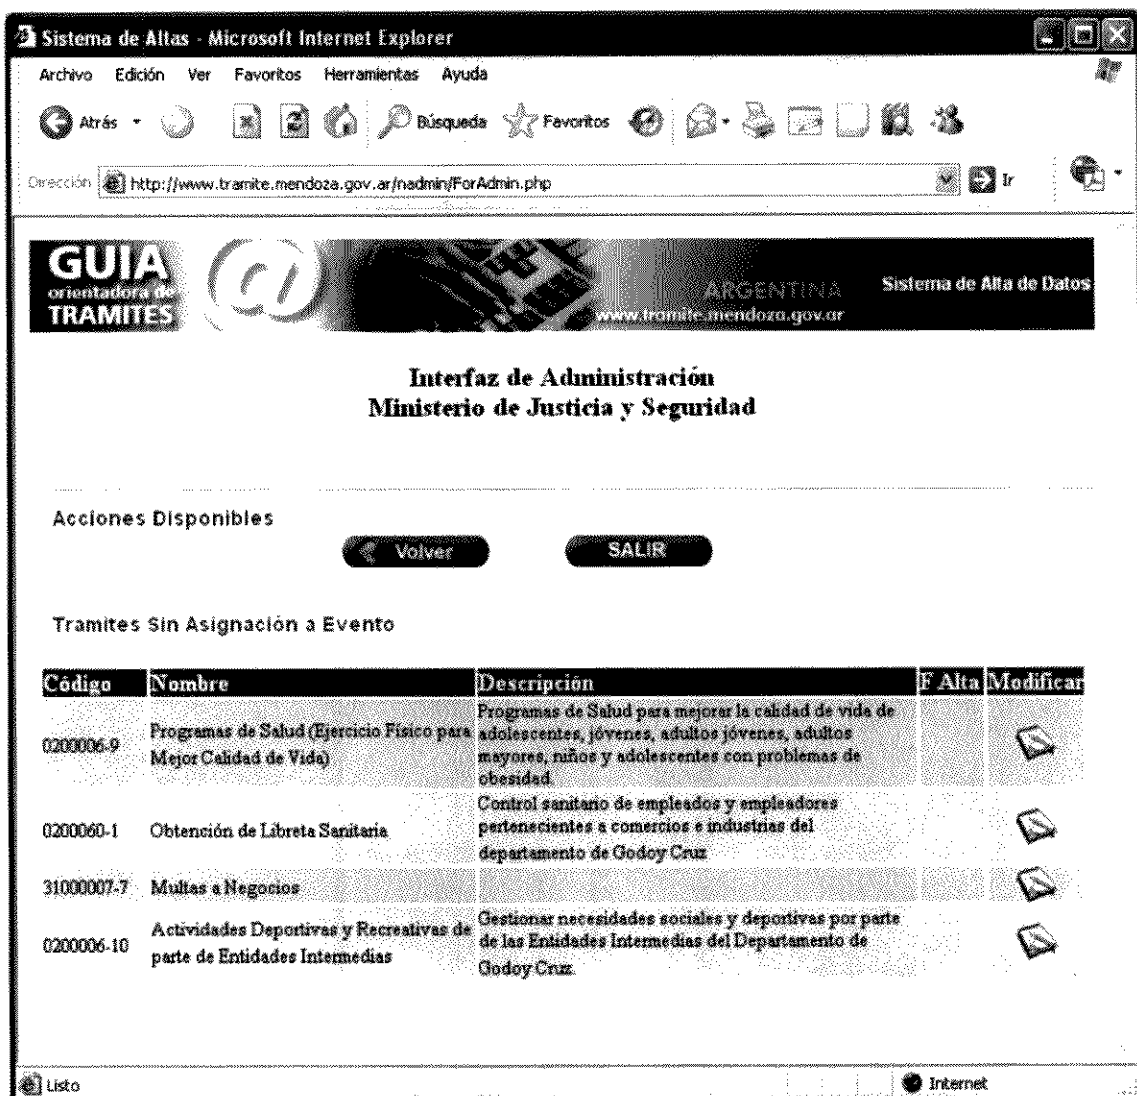 Sistema de Altas - Microsoft Internet Explorer
Archivo Edición Ver Favoritos Herramientas Ayuda
Atrás Búsqueda Favoritos
Dirección http://www.tramite.mendoza.gov.ar/nadmin/ForAdmin.php Ir
GUIA
orientadora de
TRAMITES
@
ARGENTINA
www.tramite.mendoza.gov.ar
Sistema de Alta de Datos
Interfaz de Administración
Ministerio de Justicia y Seguridad
Acciones Disponibles
Volver SALIR
Tramites Sin Asignación a Evento
Código Nombre Descripción F Alta Modificar
0200006-9 Programas de Salud (Ejercicio Físico para Mejor Calidad de Vida)
Programas de Salud para mejorar la calidad de vida de
adolescentes, jóvenes, adultos jóvenes, adultos
mayores, niños y adolescentes con problemas de
obesidad.
0200060-1 Obtención de Libreta Sanitaria
Control sanitario de empleados y empleadores
pertenecientes a comercios e industrias del
departamento de Godoy Cruz
31000007-7 Multas a Negocios
0200006-10 Actividades Deportivas y Recreativas de
parte de Entidades Intermedias
Gestionar necesidades sociales y deportivas por parte
de las Entidades Intermedias del Departamento de
Godoy Cruz.
Listo Internet